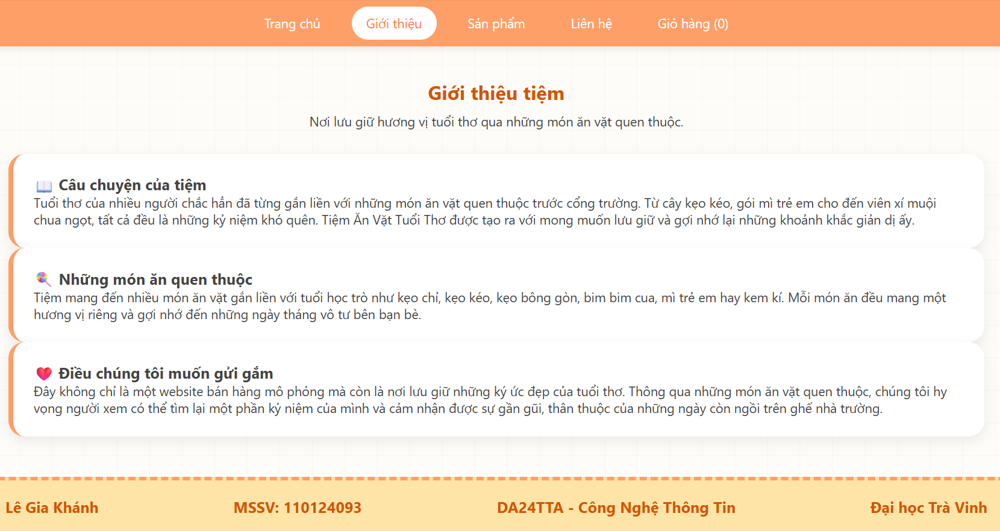 Trang chủ Giới thiệu Sản phẩm Liên hệ Giỏ hàng (0)
Giới thiệu tiệm
Nơi lưu giữ hương vị tuổi thơ qua những món ăn vặt quen thuộc.
📖 Câu chuyện của tiệm
Tuổi thơ của nhiều người chắc hẳn đã từng gắn liền với những món ăn vặt quen thuộc trước cổng trường. Từ cây kẹo kéo, gói mì trẻ em cho đến viên xí muội
chua ngọt, tất cả đều là những kỷ niệm khó quên. Tiệm Ăn Vặt Tuổi Thơ được tạo ra với mong muốn lưu giữ và gợi nhớ lại những khoảnh khắc giản dị ấy.
🍭 Những món ăn quen thuộc
Tiệm mang đến nhiều món ăn vặt gắn liền với tuổi học trò như kẹo chỉ, kẹo kéo, kẹo bông gòn, bim bim cua, mì trẻ em hay kem kí. Mỗi món ăn đều mang một
hương vị riêng và gợi nhớ đến những ngày tháng vô tư bên bạn bè.
❤️ Điều chúng tôi muốn gửi gắm
Đây không chỉ là một website bán hàng mô phỏng mà còn là nơi lưu giữ những ký ức đẹp của tuổi thơ. Thông qua những món ăn vặt quen thuộc, chúng tôi hy
vọng người xem có thể tìm lại một phần kỷ niệm của mình và cảm nhận được sự gần gũi, thân thuộc của những ngày còn ngồi trên ghế nhà trường.
Lê Gia Khánh MSSV: 110124093 DA24TTA - Công Nghệ Thông Tin Đại học Trà Vinh